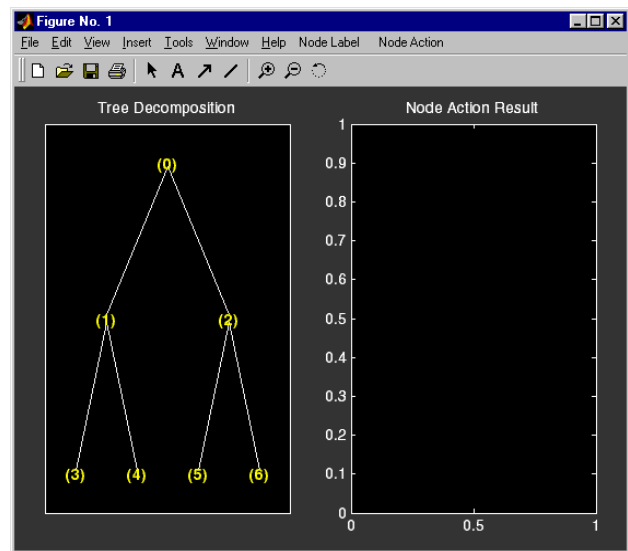 Figure No. 1
File Edit View Insert Tools Window Help Node Label Node Action
A
Tree Decomposition
(0)
(1) (2)
(3) (4) (5) (6)
Node Action Result
1
0.9
0.8
0.7
0.6
0.5
0.4
0.3
0.2
0.1
0
0 0.5 1